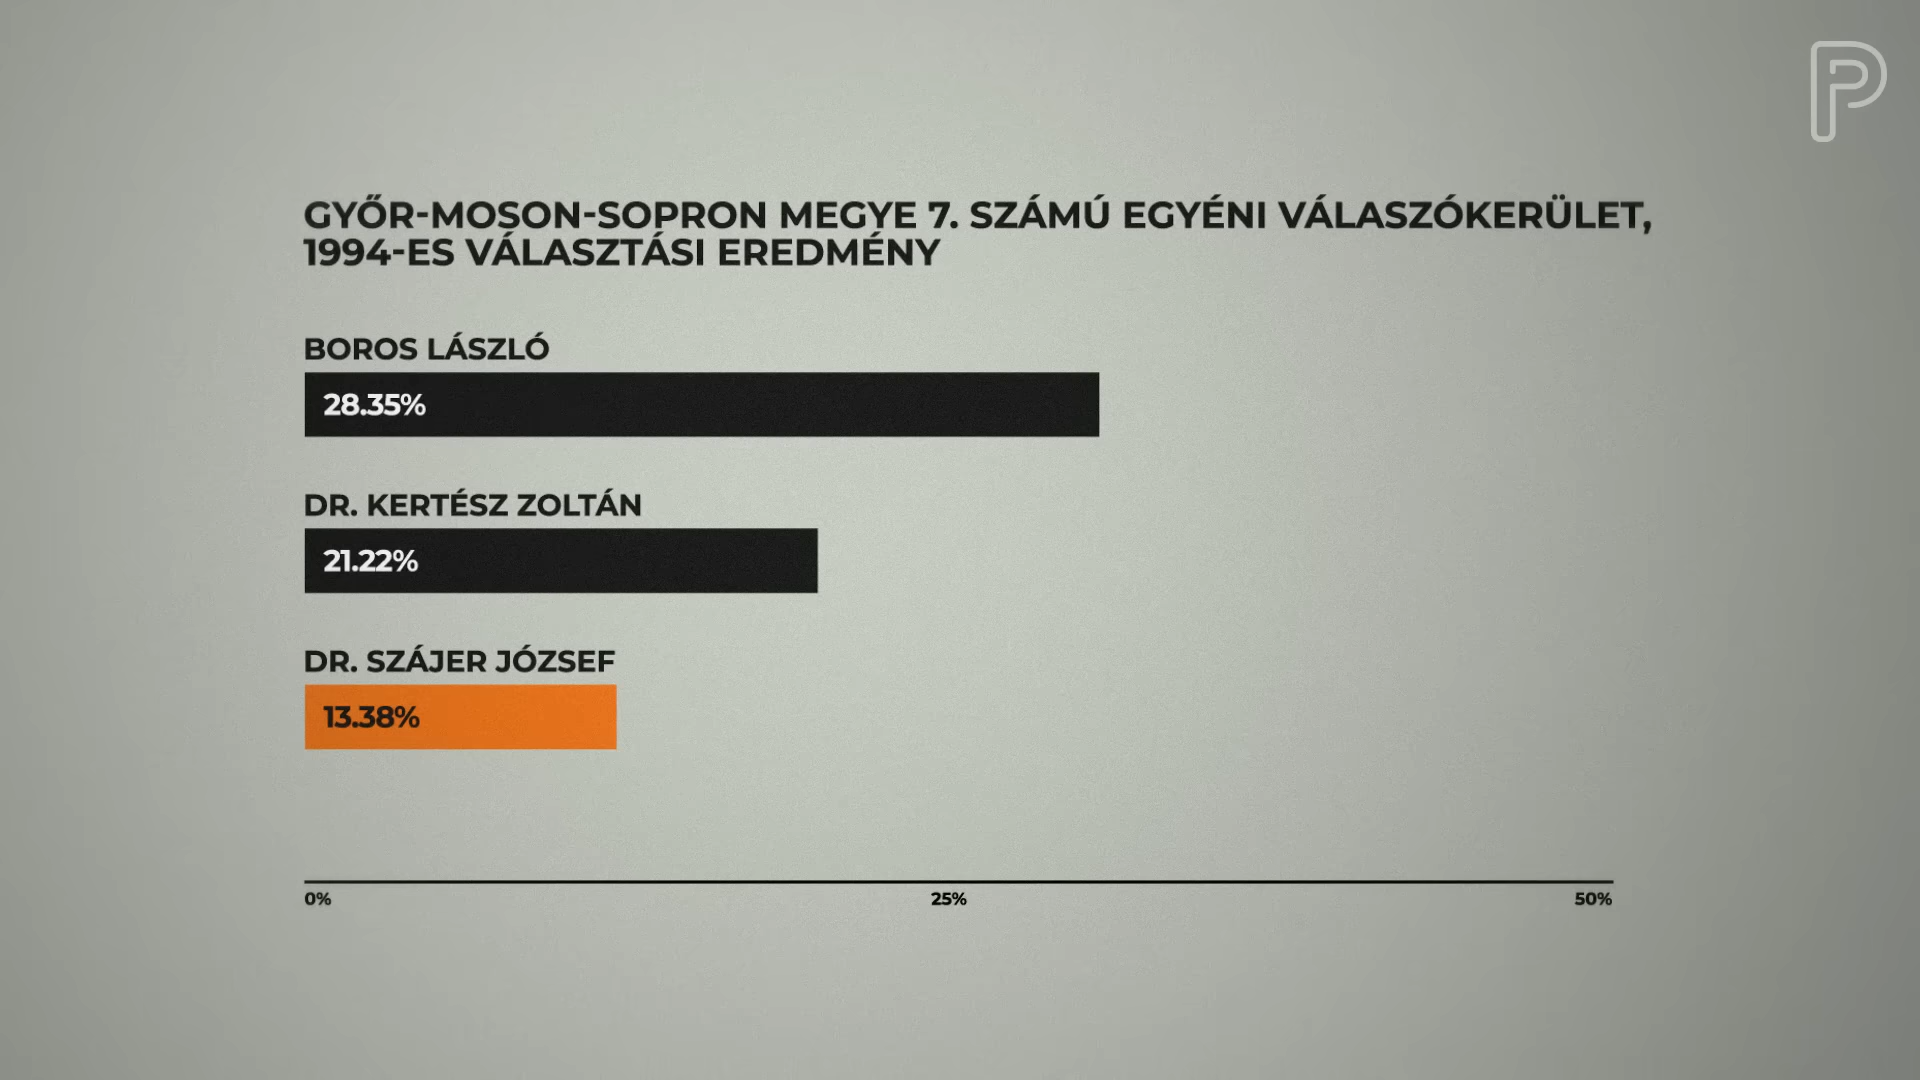 GYŐR-MOSON-SOPRON MEGYE 7. SZÁMÚ EGYÉNI VÁLASZÓKERÜLET,
1994-ES VÁLASZTÁSI EREDMÉNY
BOROS LÁSZLÓ
28.35%
DR. KERTÉSZ ZOLTÁN
21.22%
DR. SZÁJER JÓZSEF
13.38%
0% 25% 50%